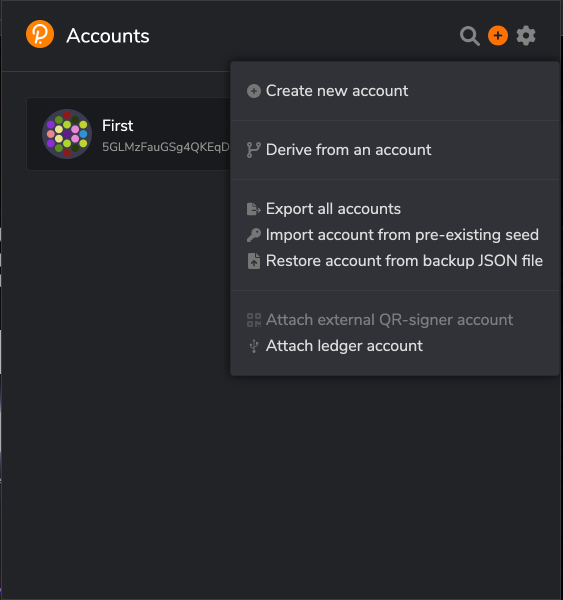 Accounts
First
5GLMzFauGSg4QKEqD
Create new account
Derive from an account
Export all accounts
Import account from pre-existing seed
Restore account from backup JSON file
Attach external QR-signer account
Attach ledger account